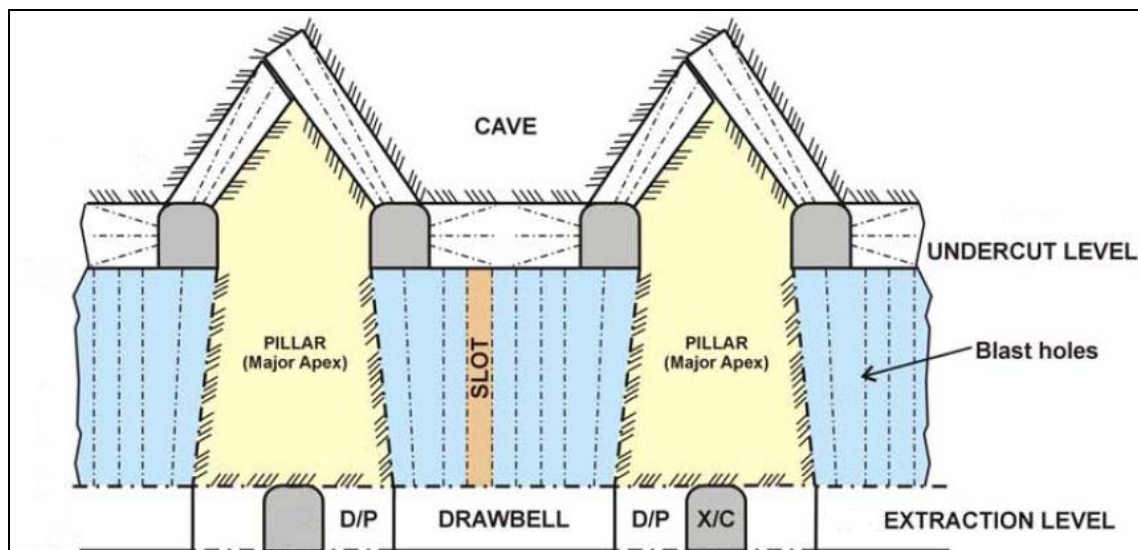 CAVE
UNDERCUT LEVEL
PILLAR
(Major Apex)
SLOT
PILLAR
(Major Apex)
Blast holes
D/P
DRAWBELL
D/P
X/C
EXTRACTION LEVEL